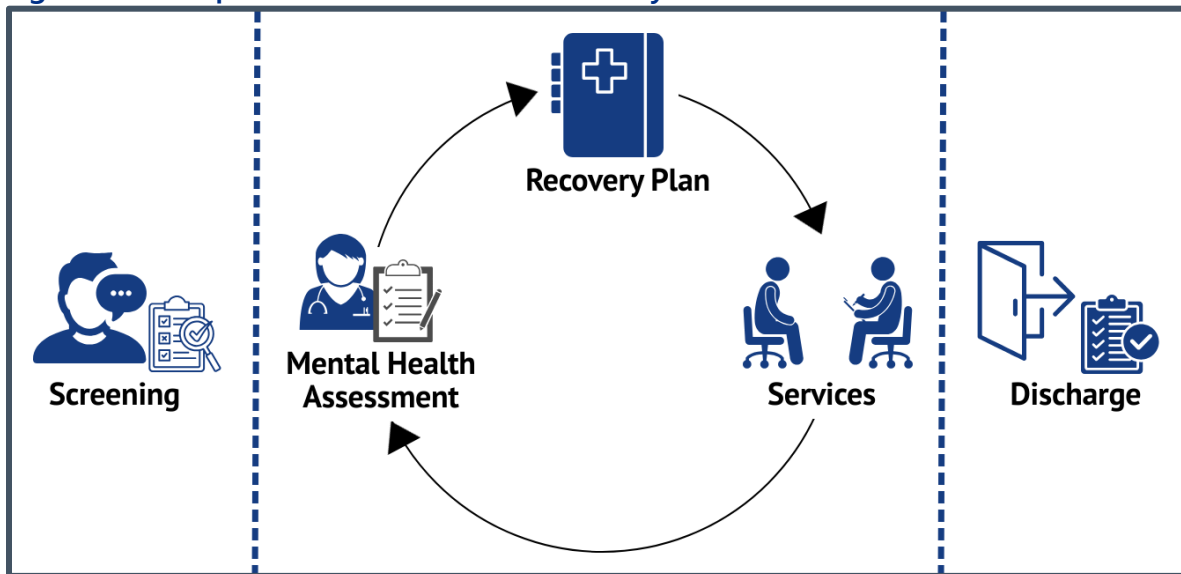 Recovery Plan
Mental Health
Assessment
Screening
Services
Discharge